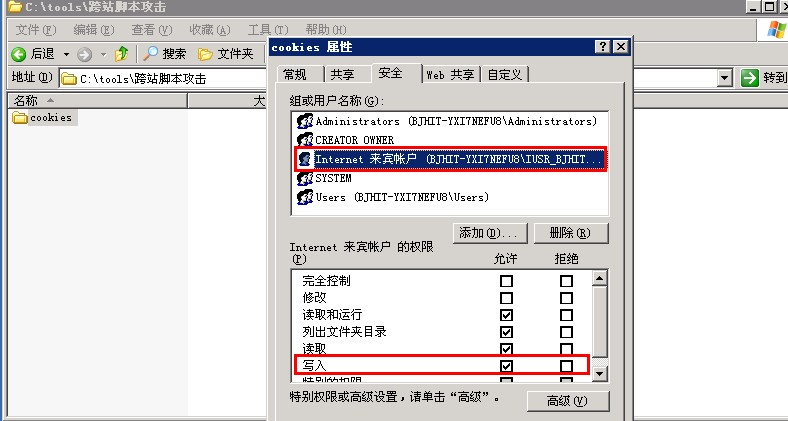 C:\tools\跨站脚本攻击
文件(F) 编辑(E) 查看(V) 收藏(A) 工具(T) 帮助(H)
后退 搜索 文件夹
地址(D) C:\tools\跨站脚本攻击 转到
名称 大
cookies
cookies 属性
常规 共享 安全 Web 共享 自定义
组或用户名称(G):
Administrators (BJHIT-YXI7NEFU8\Administrators)
CREATOR OWNER
Internet 来宾帐户 (BJHIT-YXI7NEFU8\IUSR_BJHIT...
SYSTEM
Users (BJHIT-YXI7NEFU8\Users)
添加(D)... 删除(R)
Internet 来宾帐户 的权限
(P) 允许 拒绝
完全控制
修改
读取和运行
列出文件夹目录
读取
写入
特别的权限
特别权限或高级设置，请单击“高级”。 高级(V)